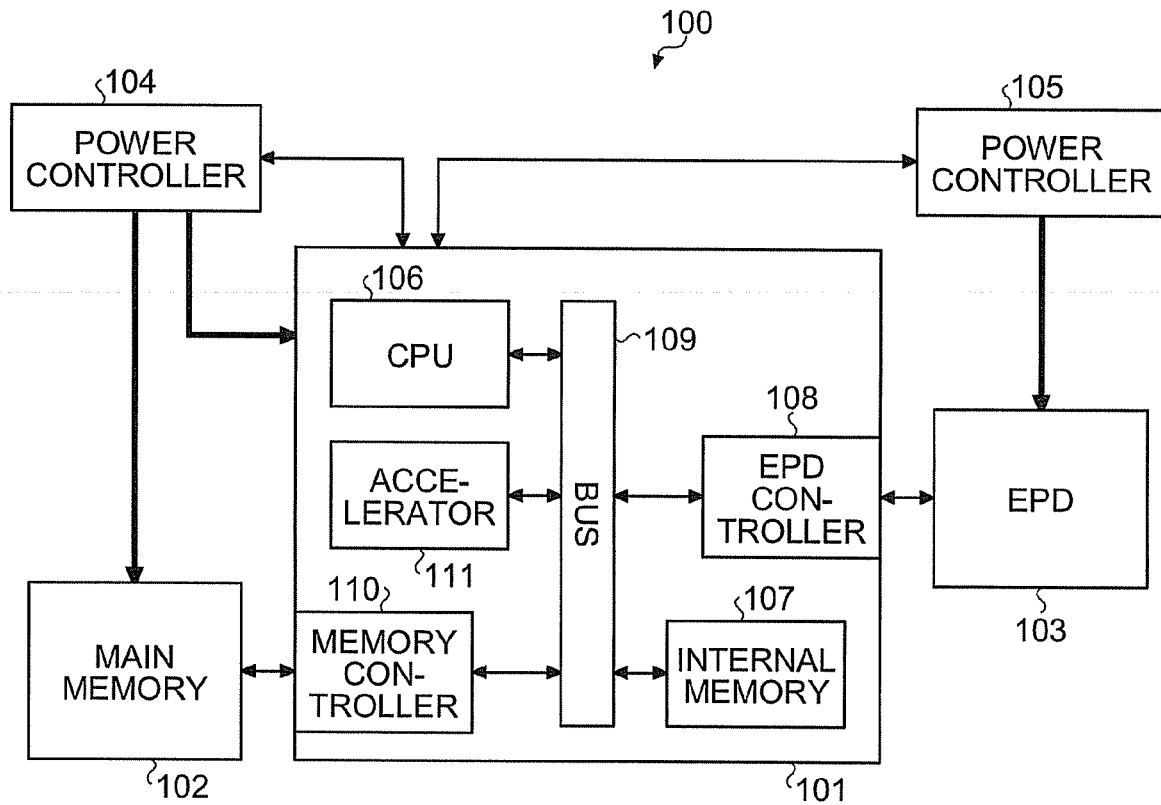 100
104
POWER
CONTROLLER
105
POWER
CONTROLLER
106
CPU
109
BUS
108
EPD
CON-
TROLLER
EPD
103
ACCE-
LERATOR
111
110
MEMORY
CON-
TROLLER
107
INTERNAL
MEMORY
MAIN
MEMORY
102
101